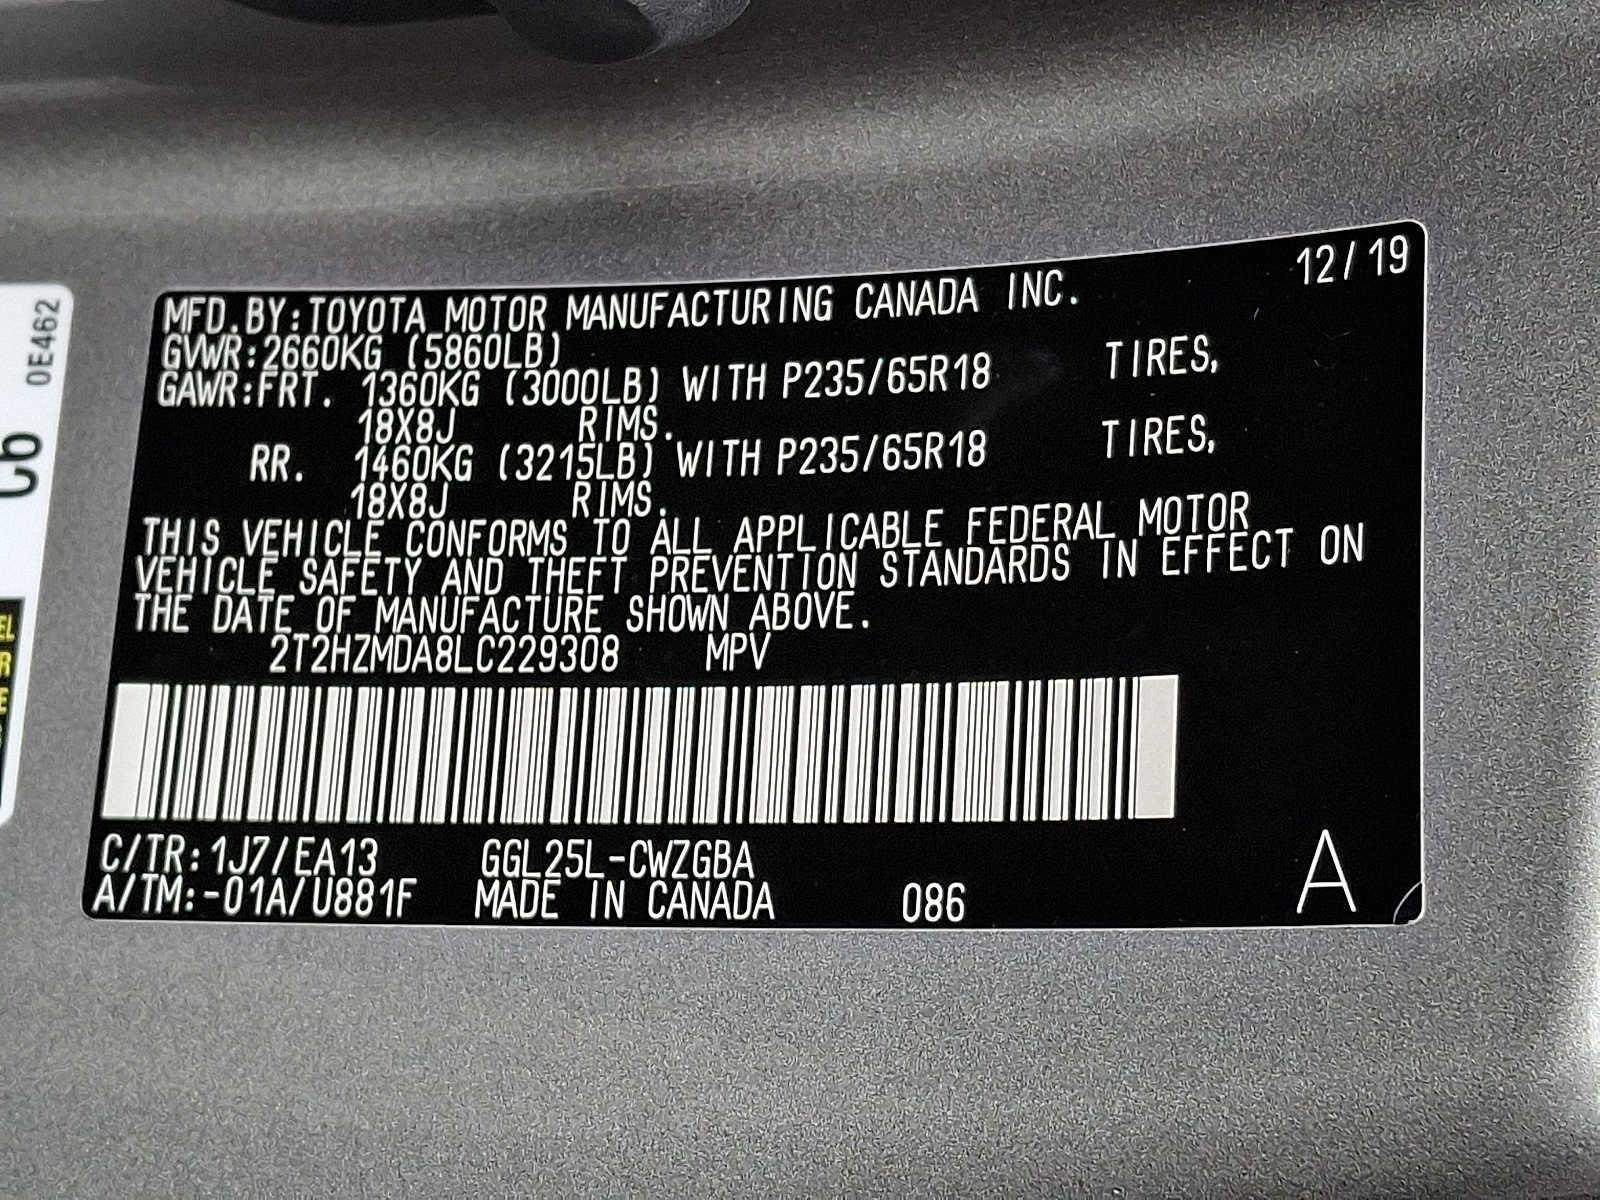 12/19
MFD.BY:TOYOTA MOTOR MANUFACTURING CANADA INC.
GVWR:2660KG (5860LB)
GAWR:FRT. 1360KG (3000LB) WITH P235/65R18 TIRES,
18X8J RIMS.
RR. 1460KG (3215LB) WITH P235/65R18 TIRES,
18X8J RIMS.
THIS VEHICLE CONFORMS TO ALL APPLICABLE FEDERAL MOTOR
VEHICLE SAFETY AND THEFT PREVENTION STANDARDS IN EFFECT ON
THE DATE OF MANUFACTURE SHOWN ABOVE.
2T2HZMDA8LC229308 MPV
C/TR:1J7/EA13 GGL25L-CWZGBA
A/TM:-01A/U881F MADE IN CANADA 086 A
0E462